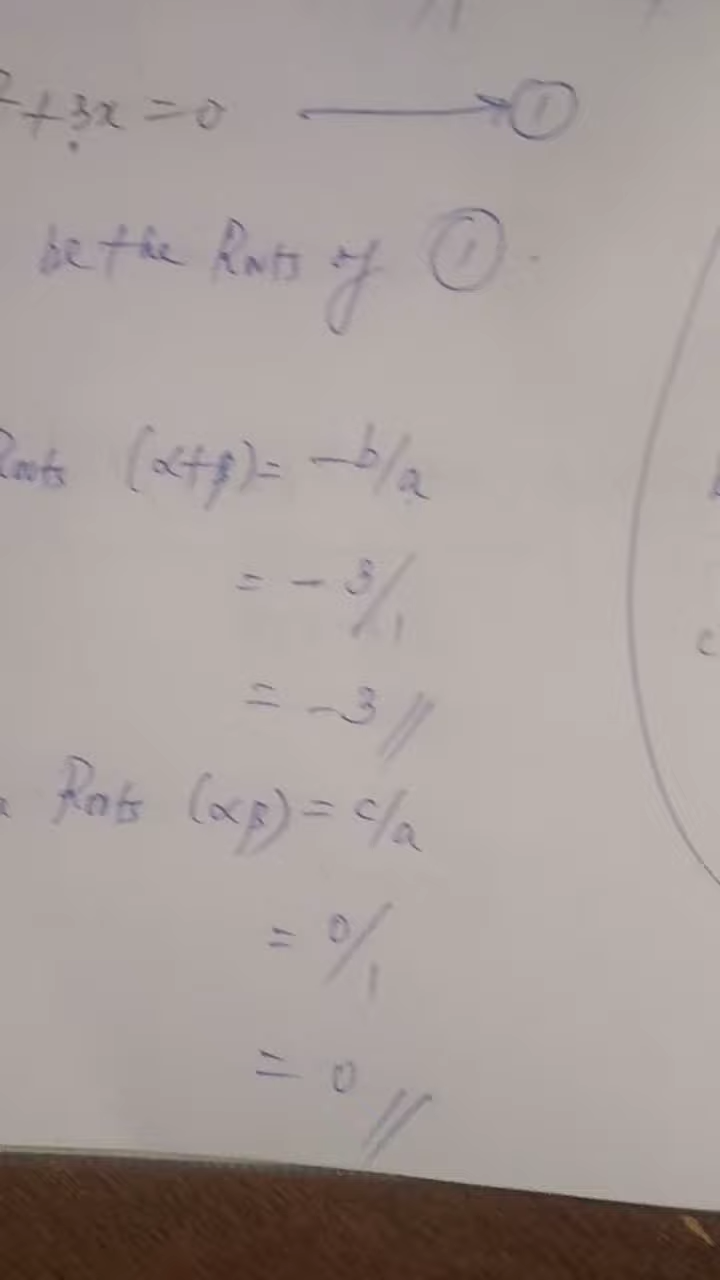 +3x = 0 → ①
be the Roots of ①.
Roots (α+β) = -b/a
= -3/1
= -3//
Roots (αβ) = c/a
= 0/1
= 0//